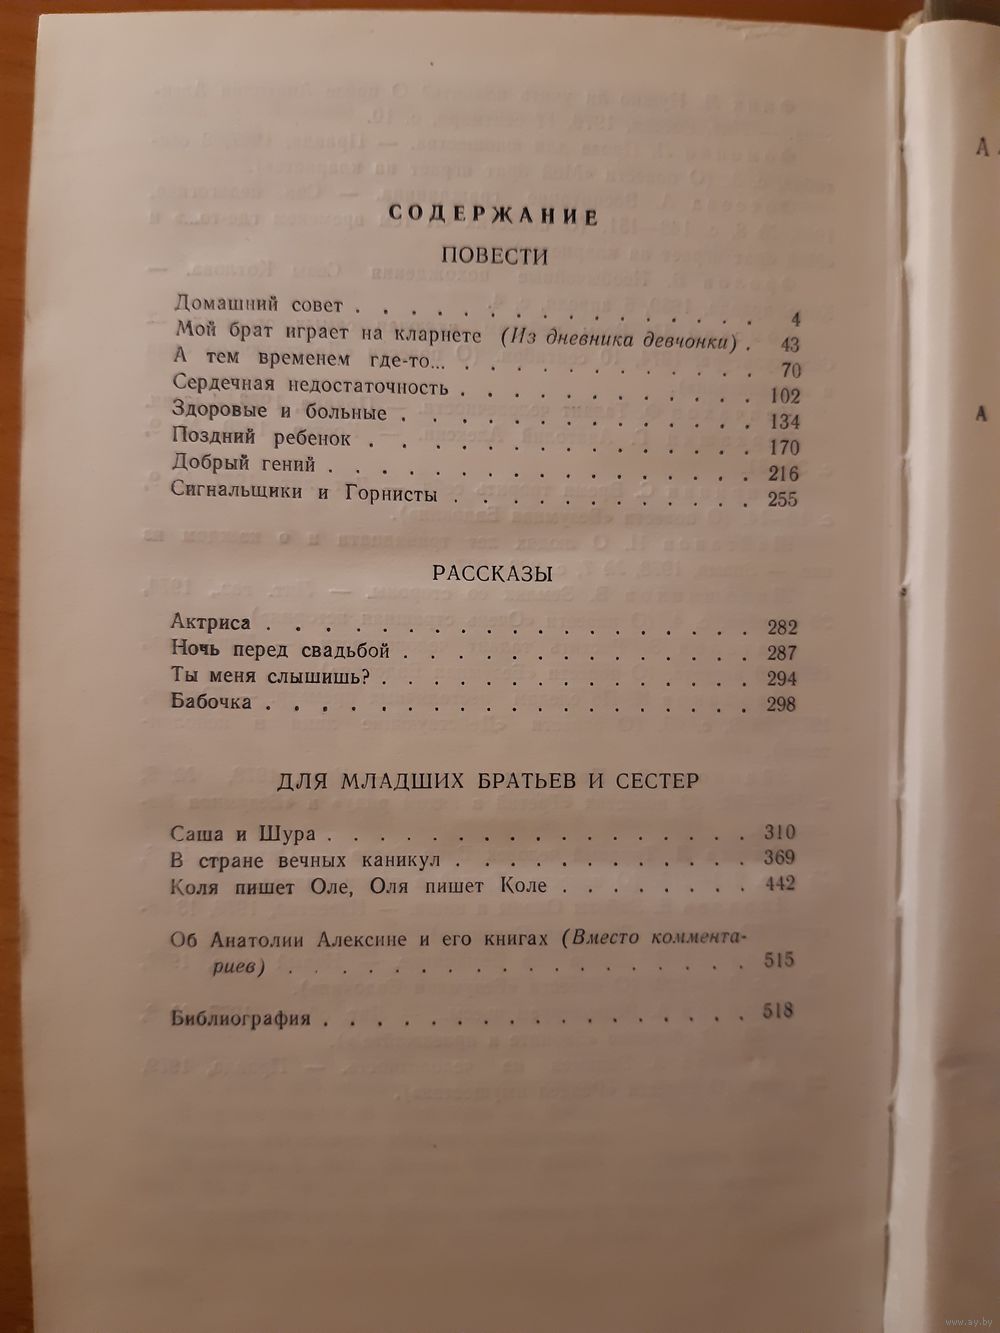 СОДЕРЖАНИЕ
ПОВЕСТИ
Домашний совет . . . . . . . . . . . . . . . . 4
Мой брат играет на кларнете (Из дневника девчонки) . 43
А тем временем где-то... . . . . . . . . . . . . 70
Сердечная недостаточность . . . . . . . . . . . . 102
Здоровые и больные . . . . . . . . . . . . . . 134
Поздний ребенок . . . . . . . . . . . . . . . 170
Добрый гений . . . . . . . . . . . . . . . . . 216
Сигнальщики и Горнисты . . . . . . . . . . . . 255
РАССКАЗЫ
Актриса . . . . . . . . . . . . . . . . . . . 282
Ночь перед свадьбой . . . . . . . . . . . . . . 287
Ты меня слышишь? . . . . . . . . . . . . . . . 294
Бабочка . . . . . . . . . . . . . . . . . . . 298
ДЛЯ МЛАДШИХ БРАТЬЕВ И СЕСТЕР
Саша и Шура . . . . . . . . . . . . . . . . . 310
В стране вечных каникул . . . . . . . . . . . . 369
Коля пишет Оле, Оля пишет Коле . . . . . . . . 442
Об Анатолии Алексине и его книгах (Вместо коммента-
риев) . . . . . . . . . . . . . . . . . . 515
Библиография . . . . . . . . . . . . . . . . . 518
www.ay.by